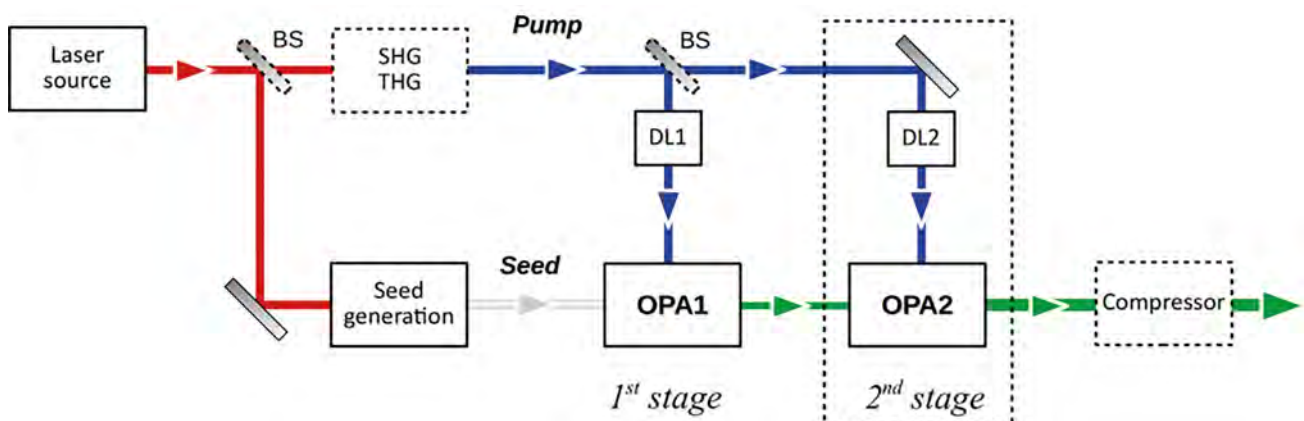 Pump
BS
BS
Laser
source
SHG
THG
DL1
DL2
Seed
Seed
generation
OPA1
OPA2
Compressor
1st stage
2nd stage